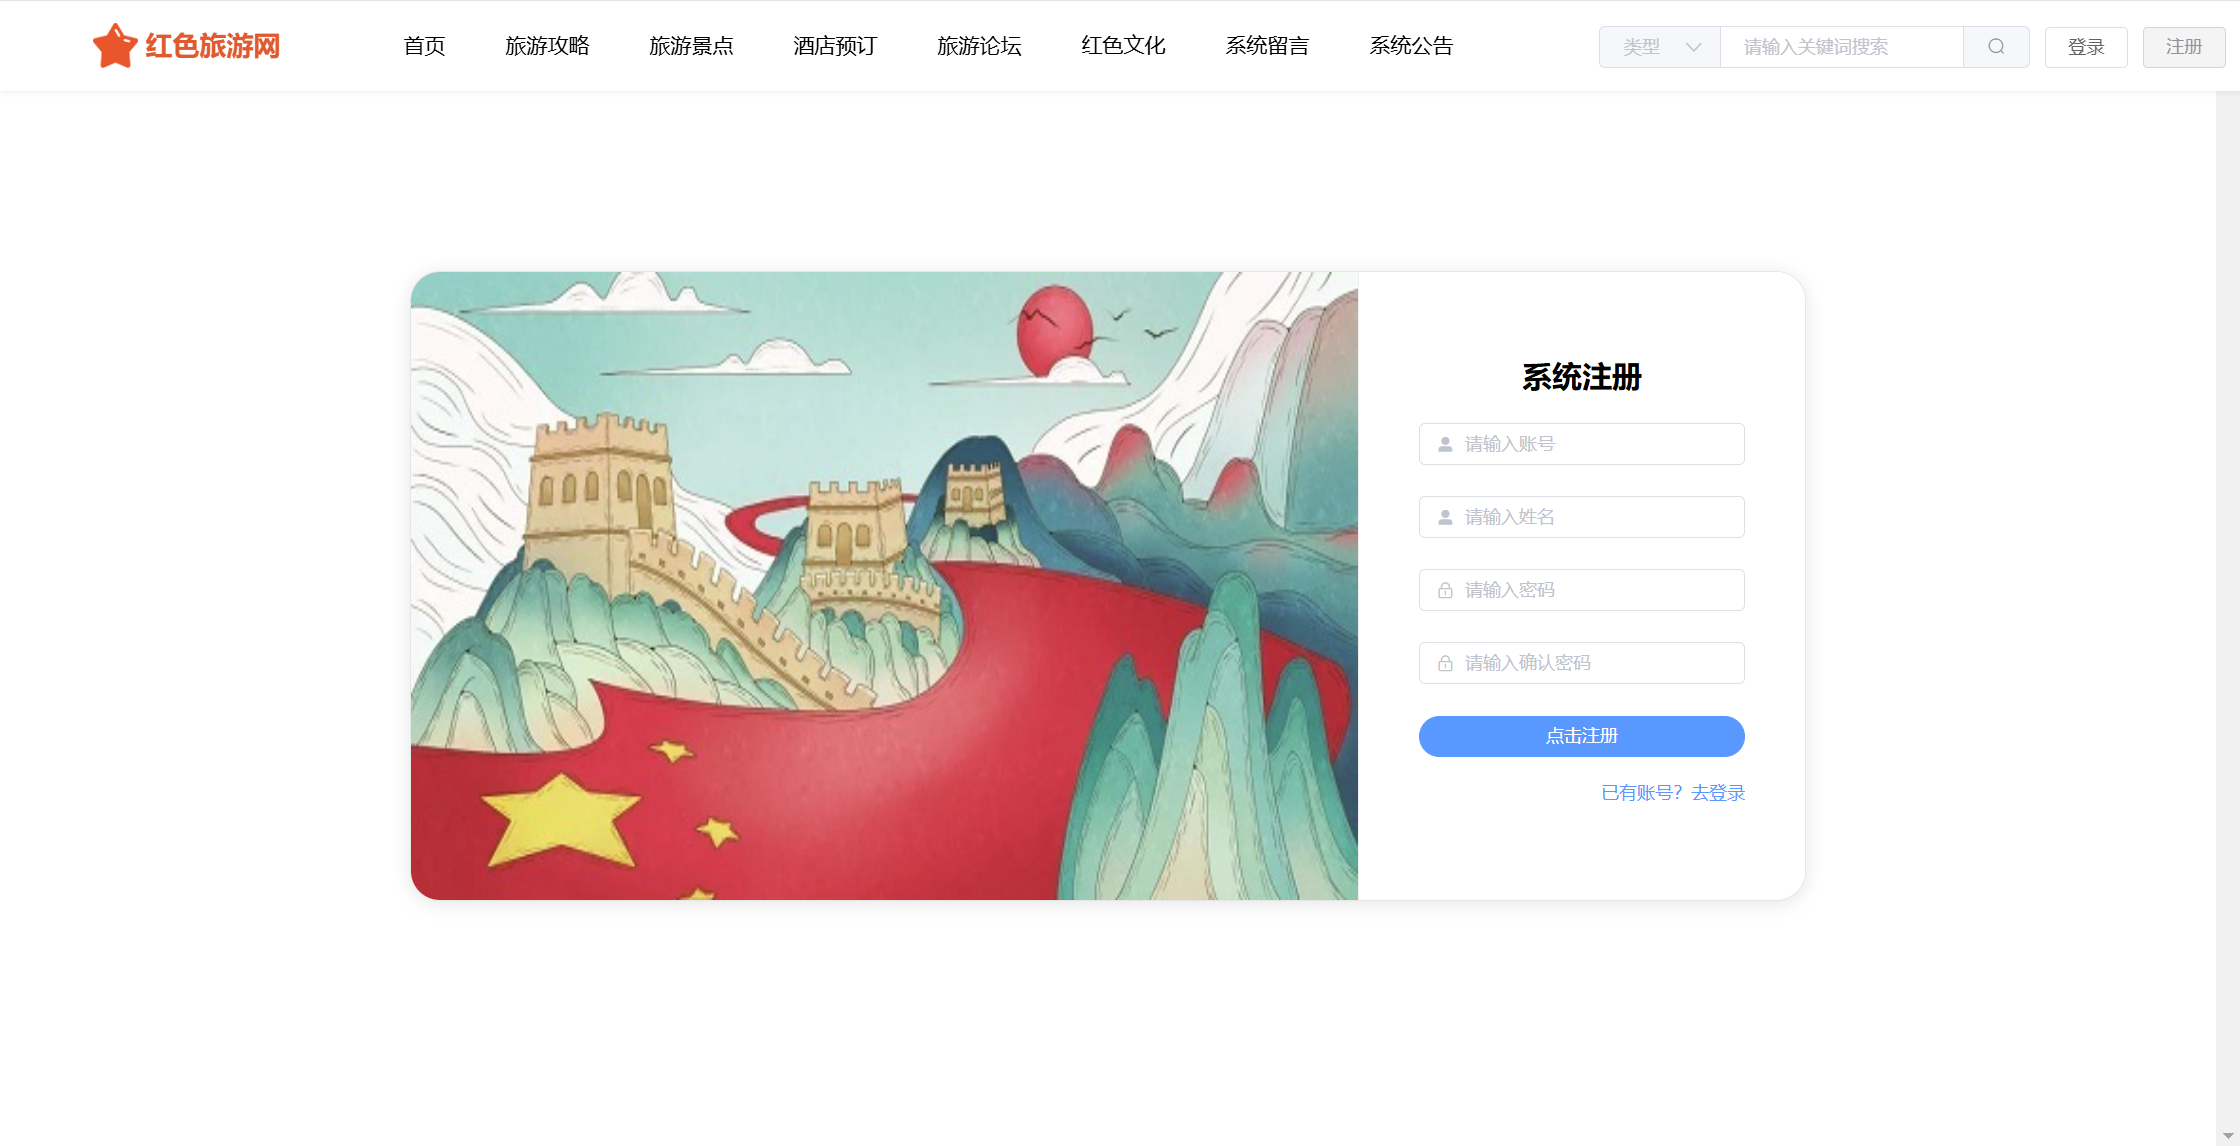 红色旅游网
首页 旅游攻略 旅游景点 酒店预订 旅游论坛 红色文化 系统留言 系统公告
类型 请输入关键词搜索 登录 注册
系统注册
请输入账号
请输入姓名
请输入密码
请输入确认密码
点击注册
已有账号？去登录